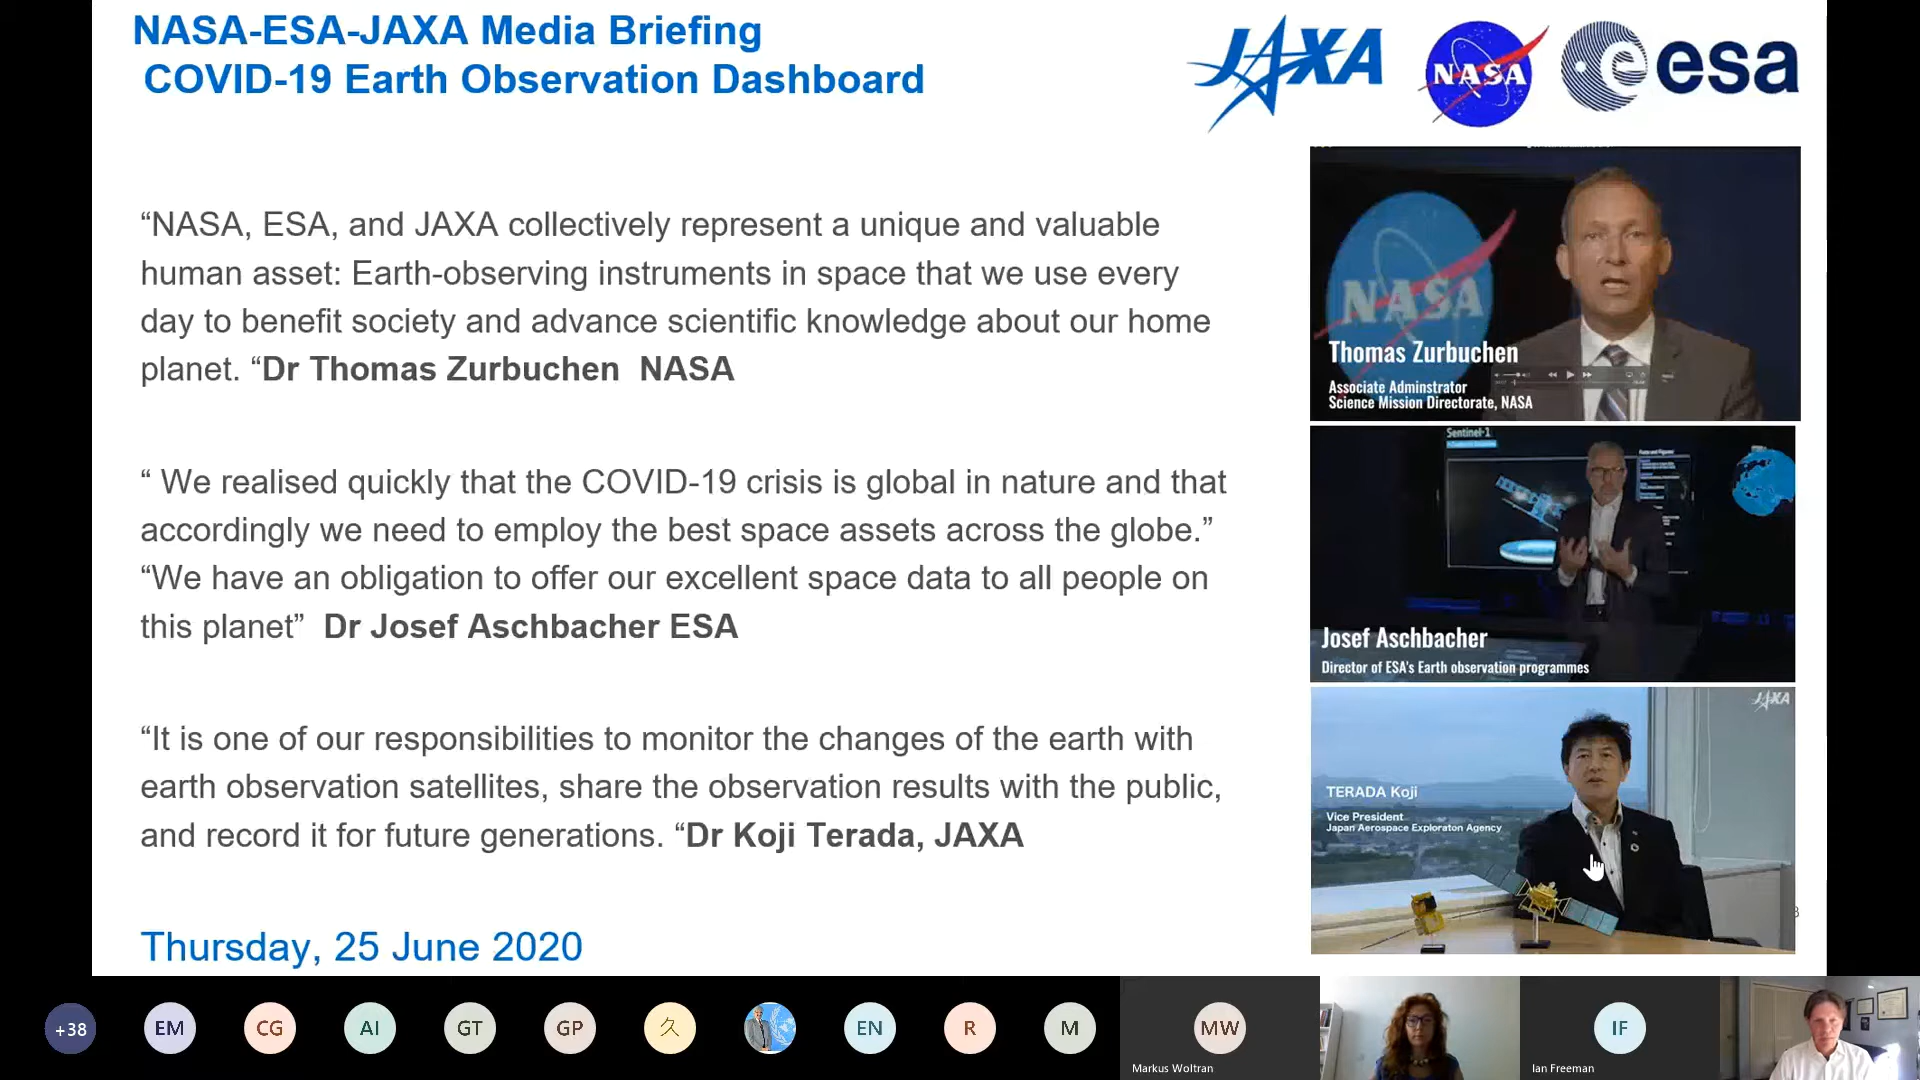 NASA-ESA-JAXA Media Briefing
COVID-19 Earth Observation Dashboard
JAXA
NASA
esa
“NASA, ESA, and JAXA collectively represent a unique and valuable
human asset: Earth-observing instruments in space that we use every
day to benefit society and advance scientific knowledge about our home
planet. “Dr Thomas Zurbuchen NASA
“ We realised quickly that the COVID-19 crisis is global in nature and that
accordingly we need to employ the best space assets across the globe.”
“We have an obligation to offer our excellent space data to all people on
this planet” Dr Josef Aschbacher ESA
“It is one of our responsibilities to monitor the changes of the earth with
earth observation satellites, share the observation results with the public,
and record it for future generations. “Dr Koji Terada, JAXA
Thursday, 25 June 2020
NASA
Thomas Zurbuchen
Associate Adminstrator
Science Mission Directorate, NASA
Sentinel-1
Josef Aschbacher
Director of ESA's Earth observation programmes
JAXA
TERADA Koji
Vice President
Japan Aerospace Exploraton Agency
+38
EM
CG
AI
GT
GP
久
EN
R
M
MW
Markus Woltran
IF
Ian Freeman